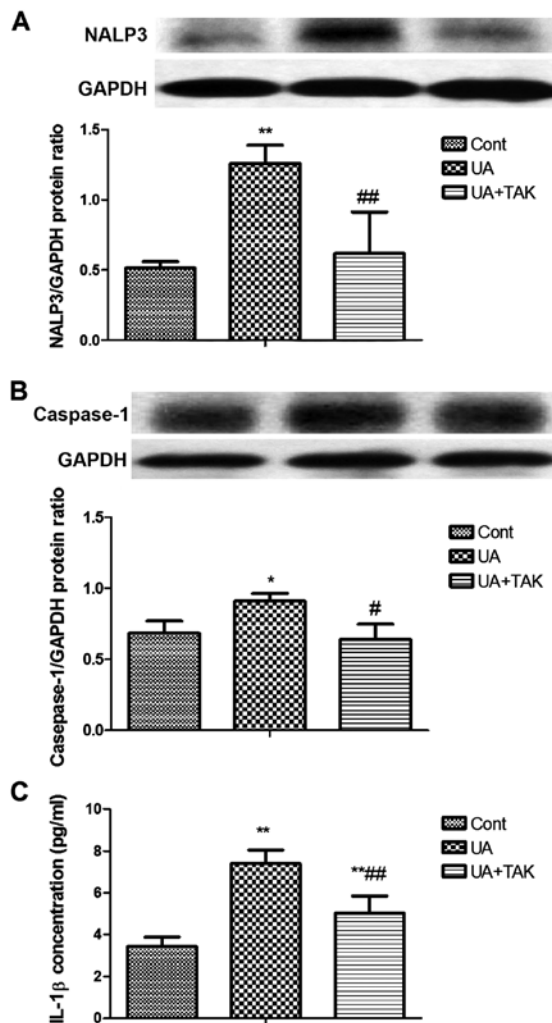 A
NALP3
GAPDH
NALP3/GAPDH protein ratio
1.5
1.0
0.5
0.0
**
##
Cont
UA
UA+TAK
B
Caspase-1
GAPDH
Casepase-1/GAPDH protein ratio
1.5
1.0
0.5
0.0
*
#
Cont
UA
UA+TAK
C
IL-1β concentration (pg/ml)
10
8
6
4
2
0
**
**##
Cont
UA
UA+TAK